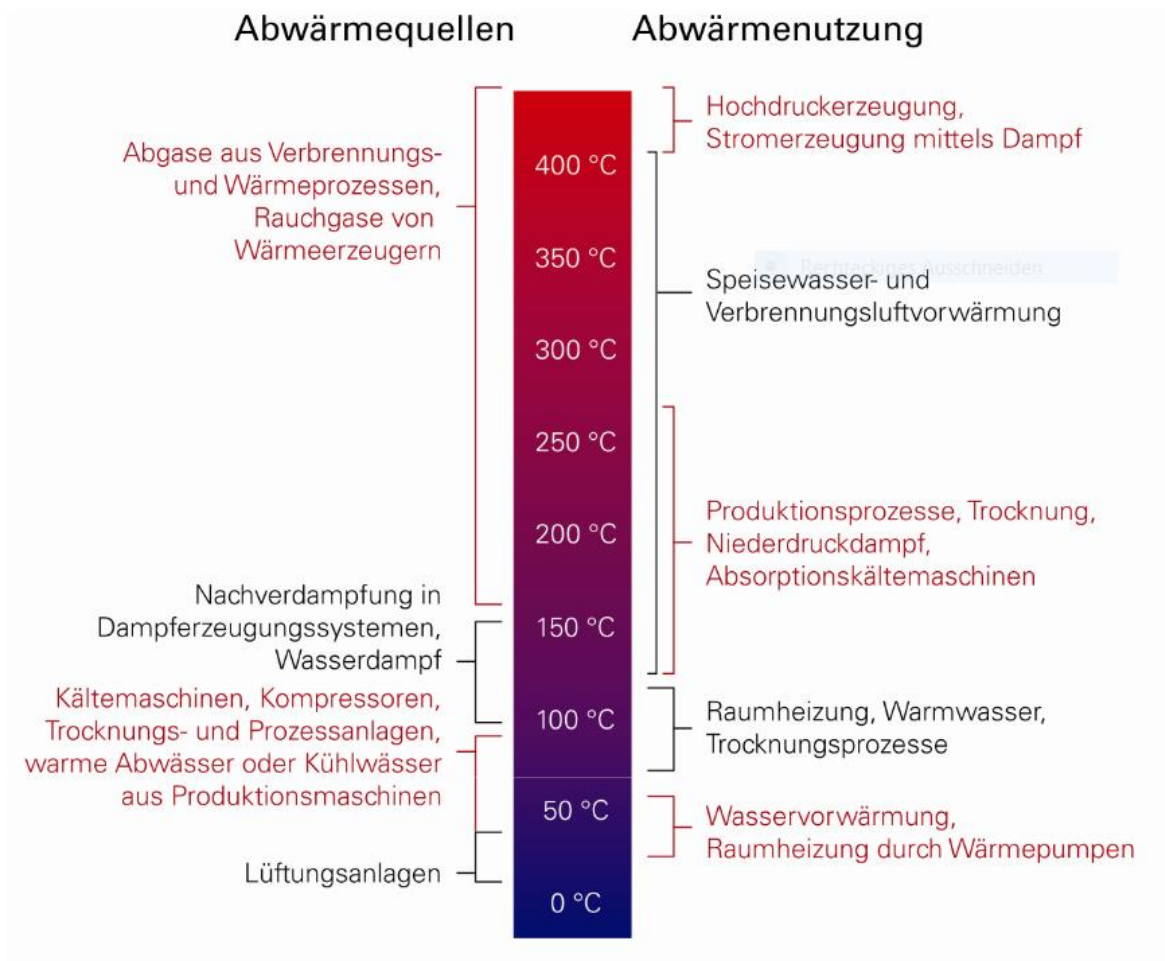 Abwärmequellen
Abwärmenutzung
Abgase aus Verbrennungs-
und Wärmeprozessen,
Rauchgase von
Wärmeerzeugern
Nachverdampfung in
Dampferzeugungssystemen,
Wasserdampf
Kältemaschinen, Kompressoren,
Trocknungs- und Prozessanlagen,
warme Abwässer oder Kühlwässer
aus Produktionsmaschinen
Lüftungsanlagen
400 °C
350 °C
300 °C
250 °C
200 °C
150 °C
100 °C
50 °C
0 °C
Hochdruckerzeugung,
Stromerzeugung mittels Dampf
Rechteckiges Ausschneiden
Speisewasser- und
Verbrennungsluftvorwärmung
Produktionsprozesse, Trocknung,
Niederdruckdampf,
Absorptionskältemaschinen
Raumheizung, Warmwasser,
Trocknungsprozesse
Wasservorwärmung,
Raumheizung durch Wärmepumpen